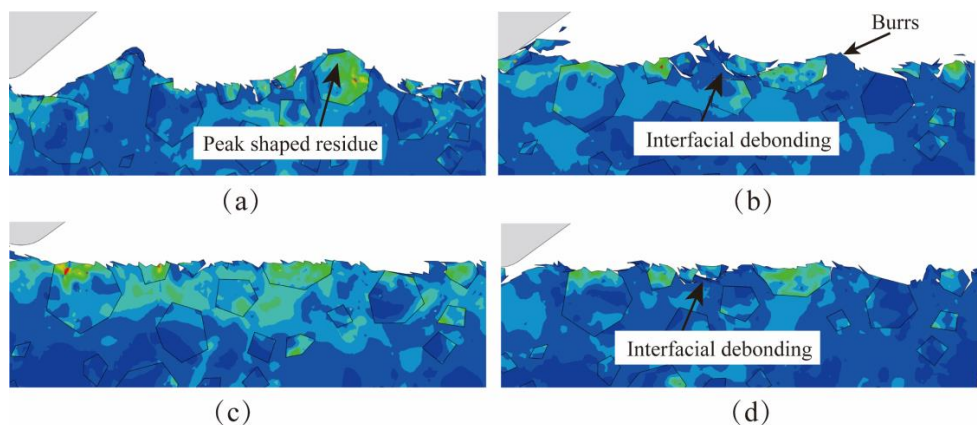 Burrs
Peak shaped residue
Interfacial debonding
(a)
(b)
Interfacial debonding
(c)
(d)